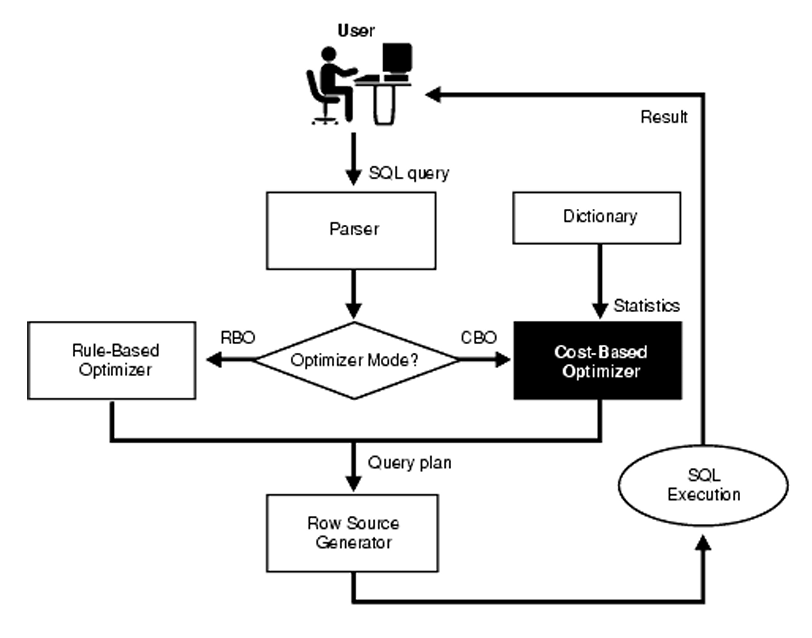 User
Result
SQL query
Parser
Dictionary
Statistics
RBO
CBO
Rule-Based
Optimizer
Optimizer Mode?
Cost-Based
Optimizer
Query plan
SQL
Execution
Row Source
Generator